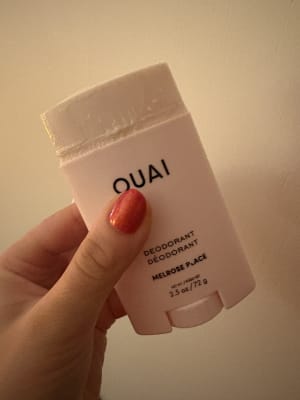 OUAI
DEODORANT
DÉODORANT
MELROSE PLACE
2.5 oz / 72 g